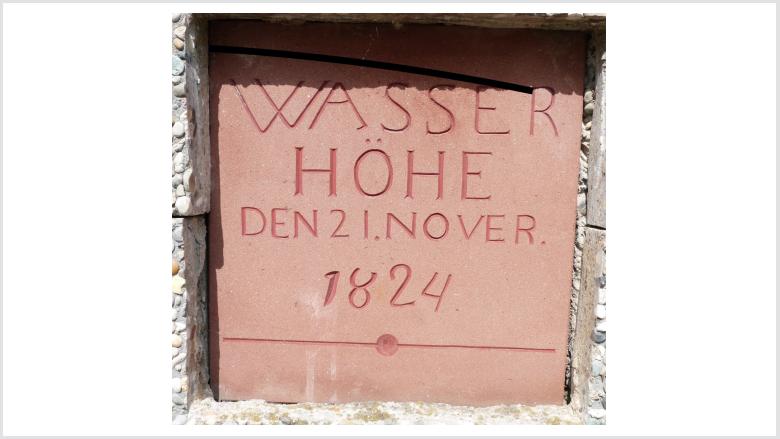 WASSER
HÖHE
DEN 21. NOVER.
1824